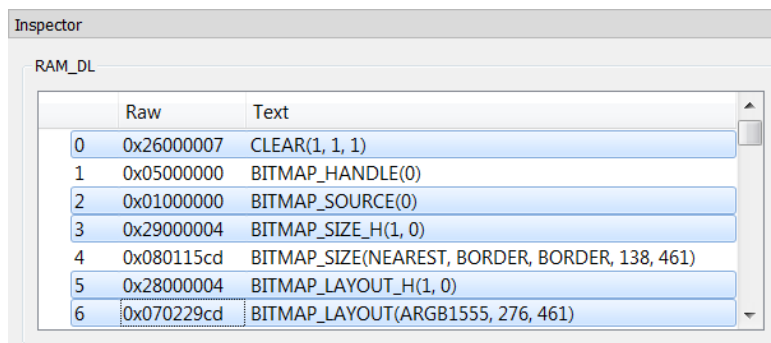 Inspector
RAM_DL
Raw Text
0 0x26000007 CLEAR(1, 1, 1)
1 0x05000000 BITMAP_HANDLE(0)
2 0x01000000 BITMAP_SOURCE(0)
3 0x29000004 BITMAP_SIZE_H(1, 0)
4 0x080115cd BITMAP_SIZE(NEAREST, BORDER, BORDER, 138, 461)
5 0x28000004 BITMAP_LAYOUT_H(1, 0)
6 0x070229cd BITMAP_LAYOUT(ARGB1555, 276, 461)